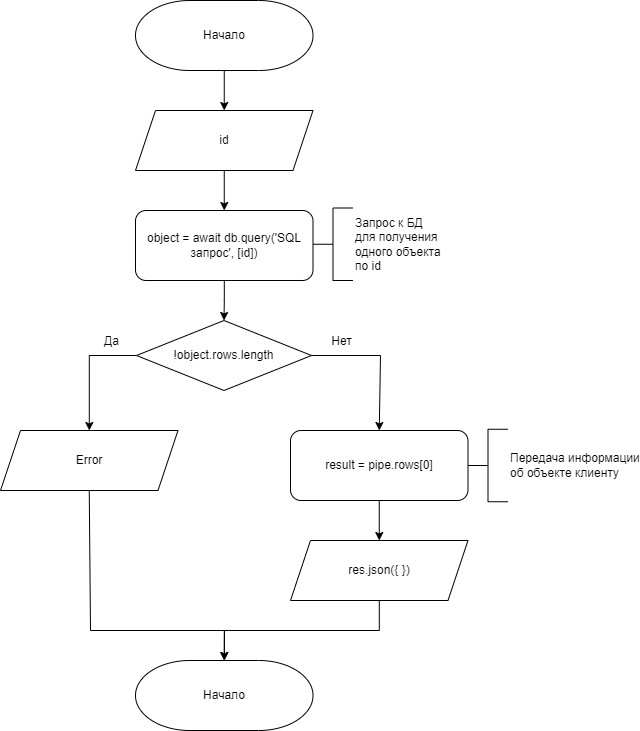 Начало
id
object = await db.query('SQL
запрос', [id])
Запрос к БД
для получения
одного объекта
по id
!object.rows.length
Да
Нет
Error
result = pipe.rows[0]
Передача информации
об объекте клиенту
res.json({ })
Начало